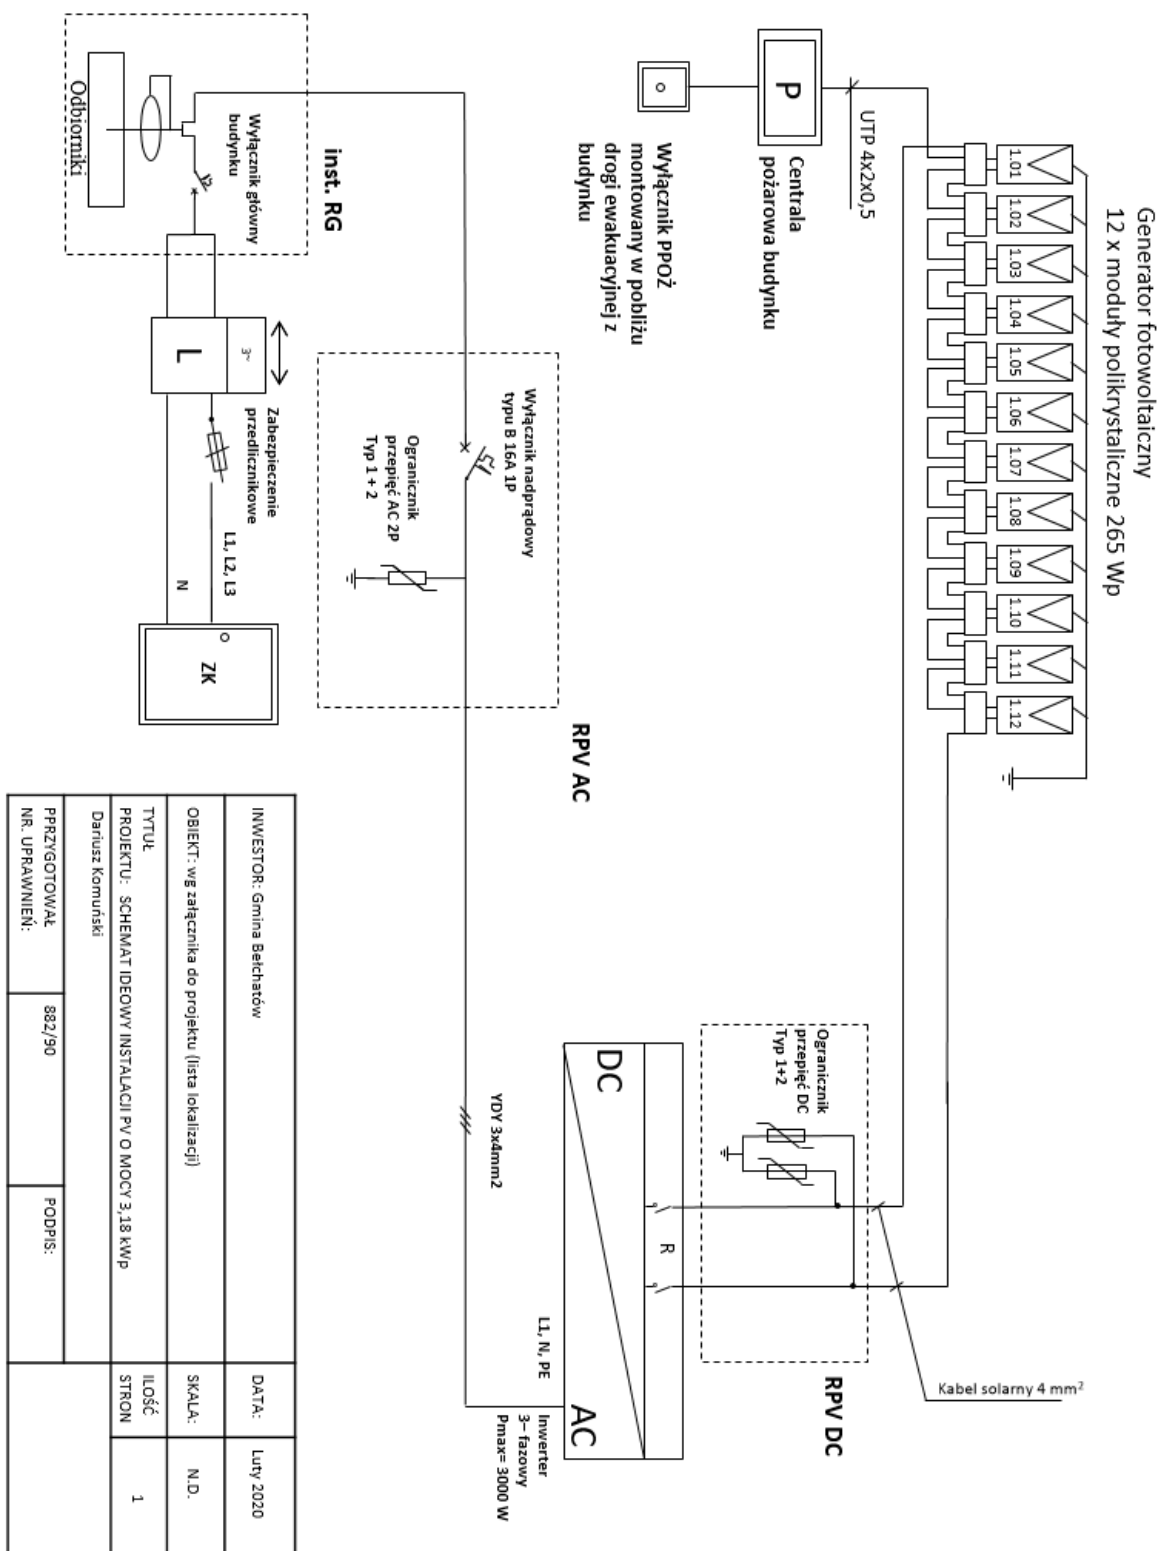 Generator fotowoltaiczny
12 x moduły polikrystaliczne 265 Wp
1.01
1.02
1.03
1.04
1.05
1.06
1.07
1.08
1.09
1.10
1.11
1.12
UTP 4x2x0,5
P
Centrala
pożarowa budynku
Wyłącznik PPOŻ
montowany w pobliżu
drogi ewakuacyjnej z
budynku
Kabel solarny 4 mm²
RPV DC
Ogranicznik
przepięć DC
Typ 1+2
R
DC
AC
L1, N, PE
Inwerter
3– fazowy
Pmax= 3000 W
YDY 3x4mm2
RPV AC
Wyłącznik nadprądowy
typu B 16A 1P
Ogranicznik
przepięć AC 2P
Typ 1 + 2
inst. RG
Wyłącznik główny
budynku
Odbiorniki
3~
L
Zabezpieczenie
przedlicznikowe
L1, L2, L3
N
ZK
INWESTOR: Gmina Bełchatów
DATA:
Luty 2020
OBIEKT: wg załącznika do projektu (lista lokalizacji)
SKALA:
N.D.
TYTUŁ
PROJEKTU: SCHEMAT IDEOWY INSTALACJI PV O MOCY 3,18 kWp
ILOŚĆ
STRON
1
Dariusz Komuński
PPRZYGOTOWAŁ
NR. UPRAWNIEŃ:
882/90
PODPIS: